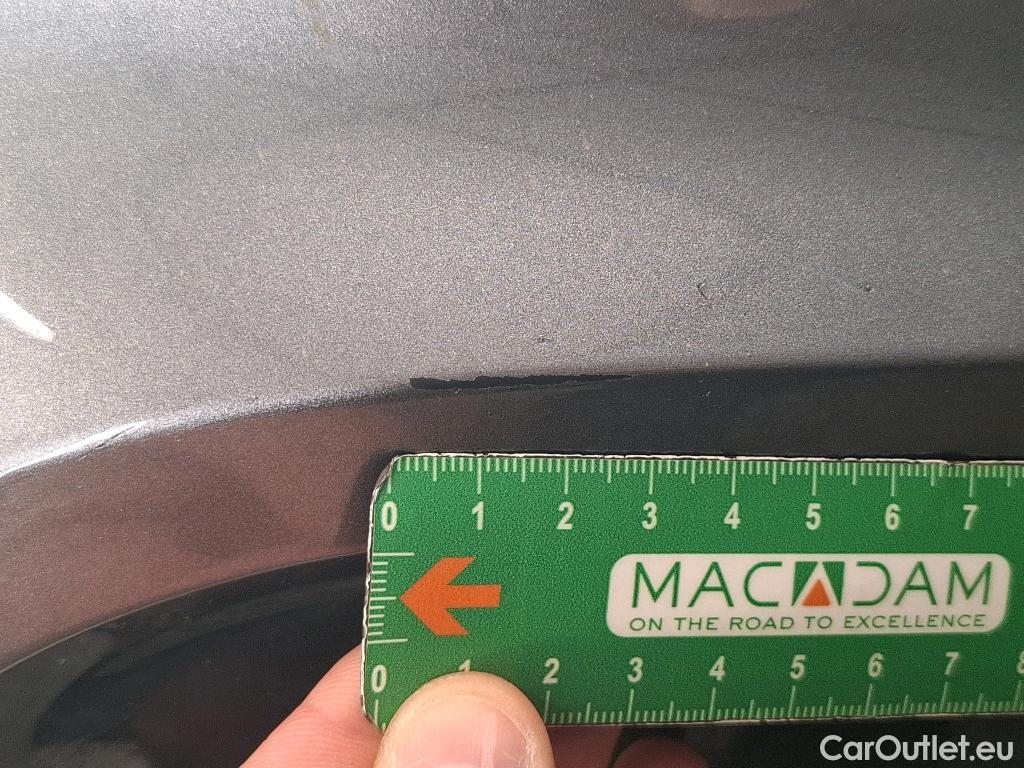 0 1 2 3 4 5 6 7
MACADAM
ON THE ROAD TO EXCELLENCE
0 1 2 3 4 5 6 7 8
CarOutlet.eu